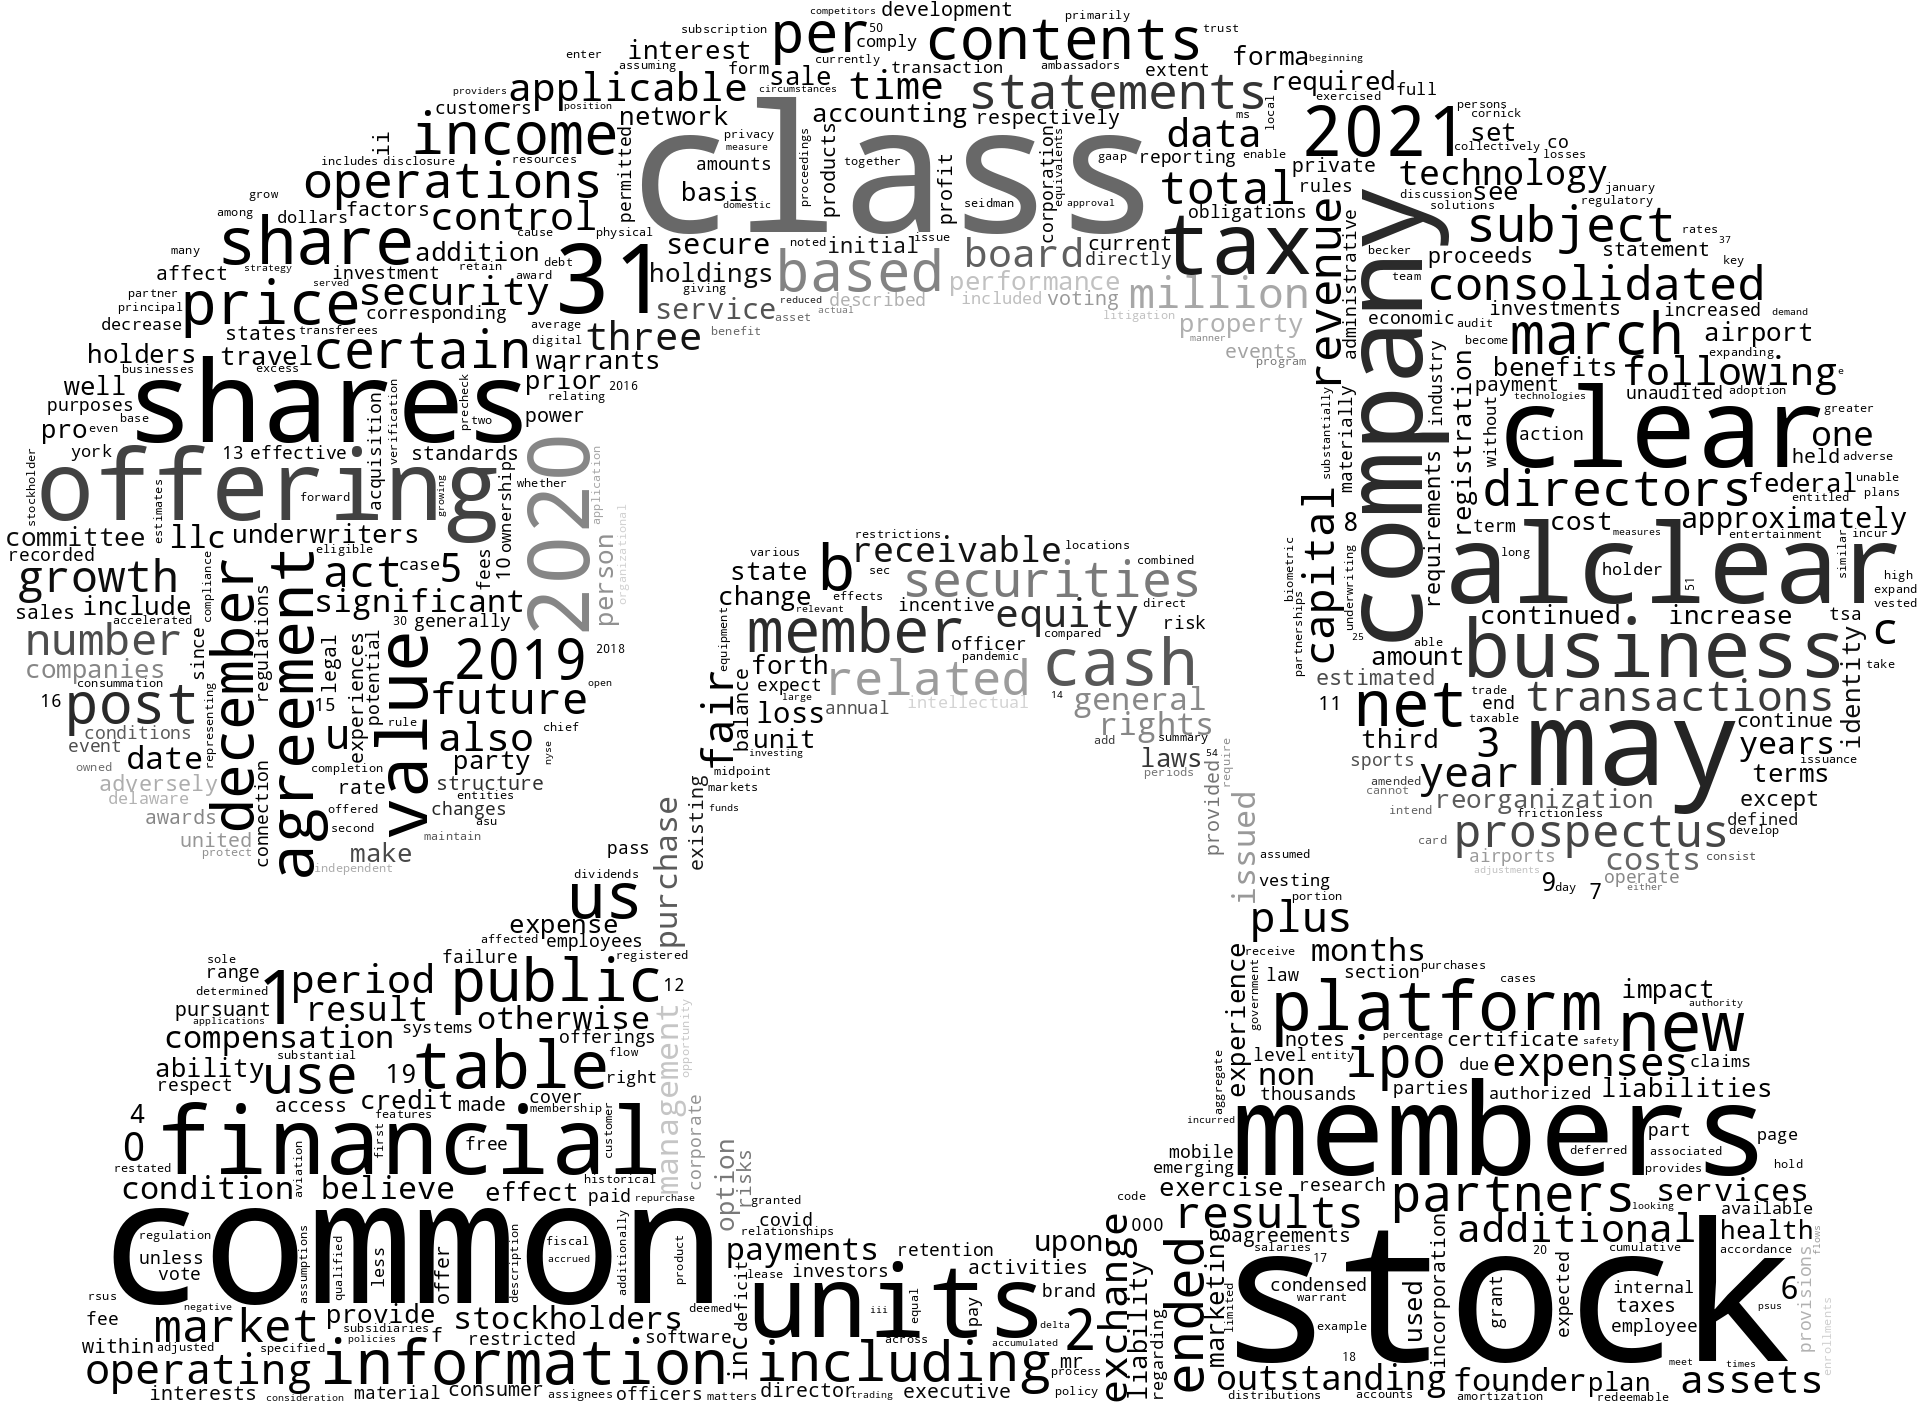 competitors development primarily
subscription per 50 comply contents trust
enter interest currently forma beginning
assuming form sale transaction ambassadors extent
providers applicable circumstances time statements required exercised full
customers position network accounting respectively local persons
income class data 2021 cornick set
ii permitted privacy measure amounts basis domestic proceedings products together profit corporation equivalents gaap reporting ms enable collectively co losses
includes disclosure resources seidman approval private rules technology
operations total discussion see january
grow dollars factors control obligations solutions regulatory
among share addition cause physical secure noted initial issue board current directly tax revenue administrative becker subject rates 37
many affect strategy investment retain award debt 31 holdings based performance company team proceeds statement key
partner price served security giving service reduced described included voting million consolidated
principal corresponding asset actual litigation property manner economic audit investments increased demand
decrease states transferees average digital three benefit events program become march airport
holders travel certain warrants industry benefits expanding
businesses excess prior 2016 payment following e
well shares verification precheck two relating technologies unaudited adoption
purposes base power substantially materially clear greater
pro even acquisition without action one
york 13 effective standards 2020 registration held adverse
stockholder offering forward growing whether application directors federal unable
estimates ownership organizational capital 8 requirements entitled plans
committee llc underwriters term cost approximately
recorded eligible restrictions various b receivable locations long measures entertainment incur
growth compliance december agreement act case 5 fees 10 person state sec securities combined biometric alclear holder 51 similar high expand
sales include accelerated regulations significant change effects relevant incentive equity direct partnerships underwriting vested
number since 30 generally equipment member officer compared risk 25 able continued increase tsa
companies legal experiences potential value 2019 2018 forth pandemic cash amount business c
consummation expect related 14 estimated identity take
16 post representing 15 future open large intellectual general 11 net trade end transactions
conditions u rule fair balance loss annual rights taxable continue
event date also chief unit add summary third 3 may years
owned connection completion party nyse investing laws 54 require sports issuance
adversely rate structure midpoint periods amended year terms
delaware offered entities markets cannot reorganization except
awards second changes asu funds provided issued intend frictionless defined
united maintain purchase existing card prospectus develop
protect make pass assumed airports costs consist
independent dividends vesting adjustments operate
us portion 9 day 7 either
expense plus
affected employees
sole failure registered receive months
range period public 12 experience government law section purchases cases
determined 1 platform impact
pursuant result management opportunity authority
applications otherwise new
compensation systems offerings notes percentage certificate safety
substantial table flow level entity ipo due expenses claims
ability use 19 right non parties
respect access credit made cover corporate aggregate thousands authorized liabilities
4 features membership members
0 financial first free customer incurred part page
restated aviation historical mobile deferred associated
condition believe effect paid repurchase option risks emerging provides hold
common granted code exercise research partners services
regulation covid 000 results looking available
unless assumptions qualified less offer description fiscal additionally product relationships upon agreements additional health
vote accrued payments retention salaries 17 20 cumulative accordance
lease investors activities exchange stock flows
rsus negative deemed deficit units iii equal pay brand liability ended marketing limited condensed grant expected internal 6
fee market provide stockholders warrant taxes psus provisions
subsidiaries delta 2 example used incorporation employee
within adjusted policies f restricted software across accumulated enrollments
operating specified information inc including mr regarding 18 meet times
process outstanding founder plan assets
interests consideration material consumer assignees officers matters director trading executive policy distributions accounts amortization redeemable